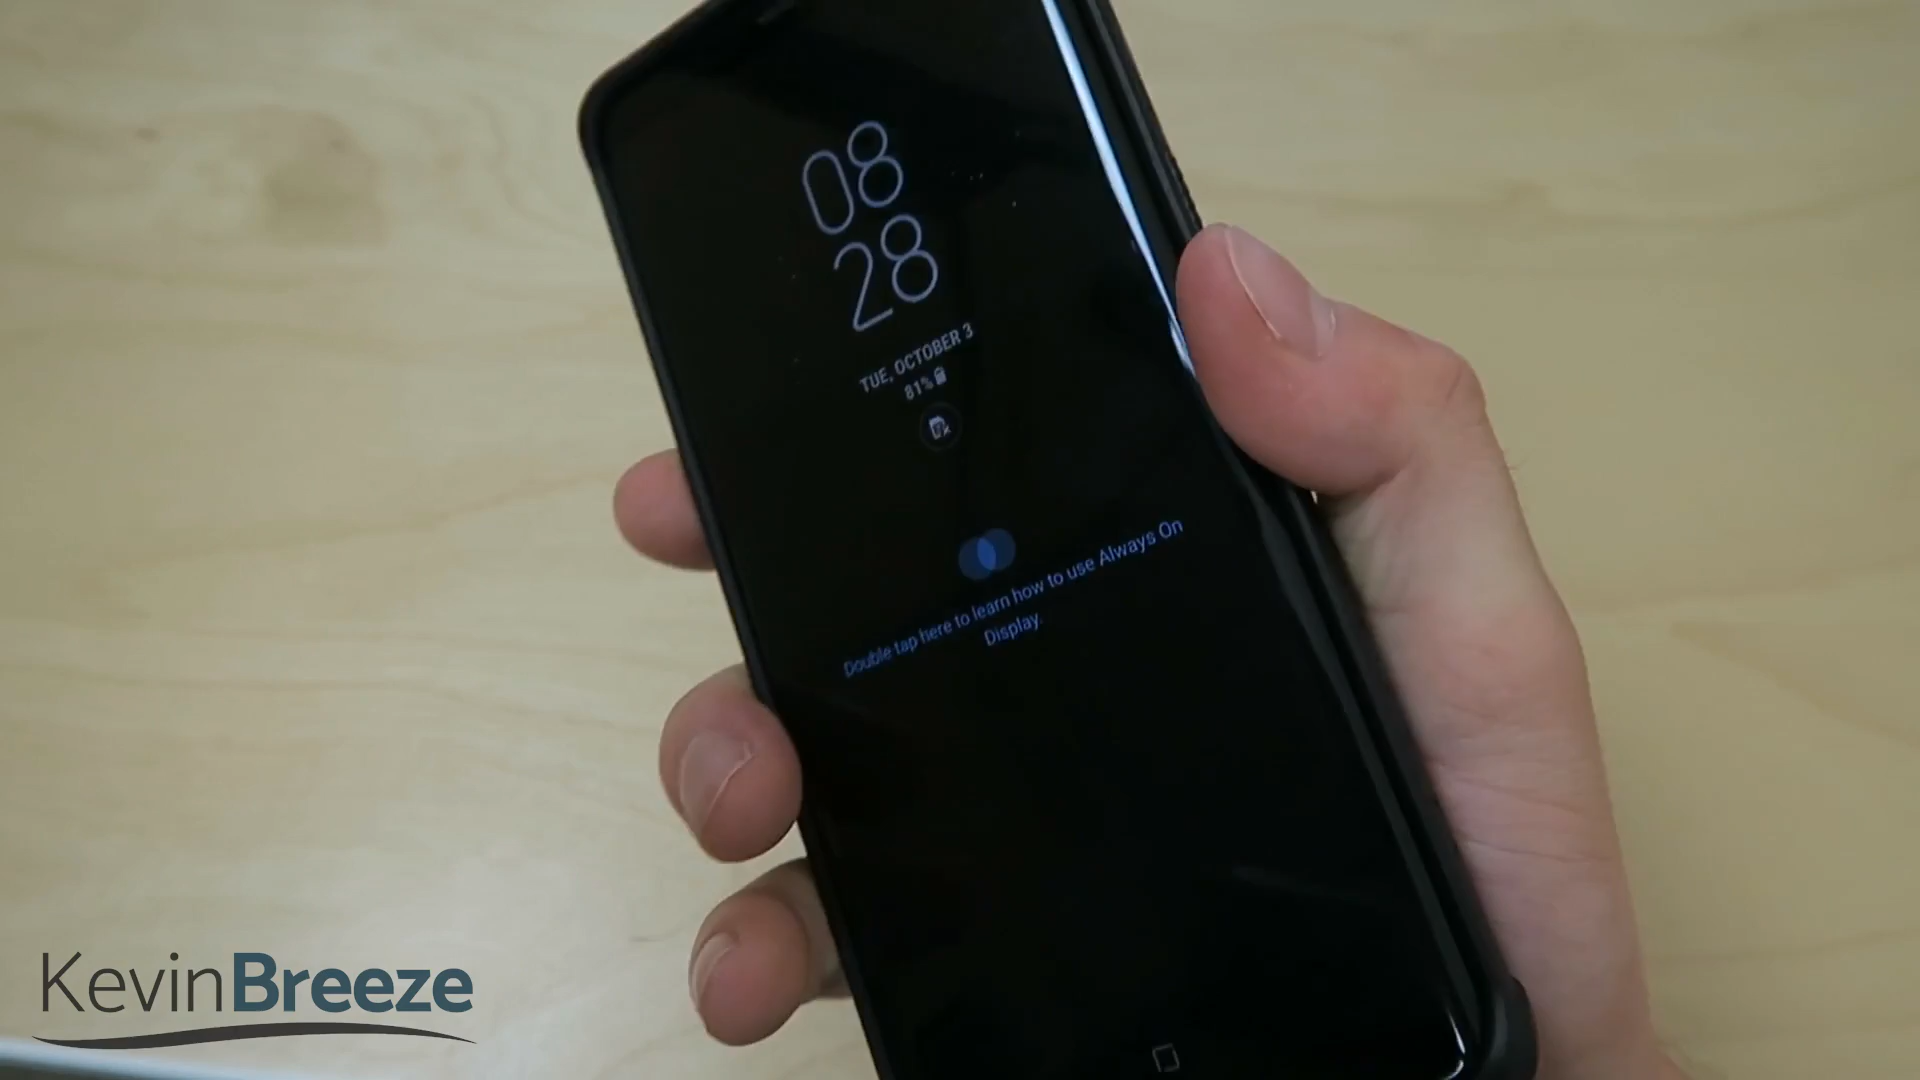 08
28
TUE, OCTOBER 3
81%
Double tap here to learn how to use Always On
Display.
KevinBreeze